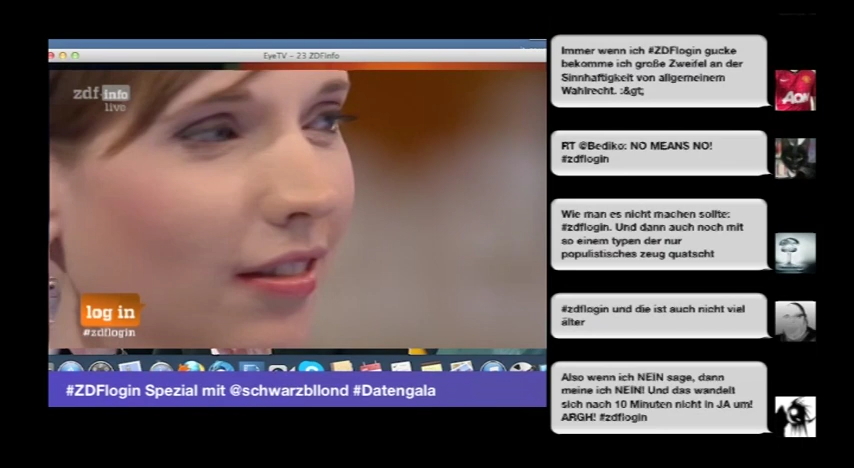 EyeTV – 23 ZDFinfo
zdf.info
live
log in
#zdflogin
#ZDFlogin Spezial mit @schwarzbllond #Datengala
Immer wenn ich #ZDFlogin gucke
bekomme ich große Zweifel an der
Sinnhaftigkeit von allgemeinem
Wahlrecht. :&gt;
AON
RT @Bediko: NO MEANS NO!
#zdflogin
Wie man es nicht machen sollte:
#zdflogin. Und dann auch noch mit
so einem typen der nur
populistisches zeug quatscht
#zdflogin und die ist auch nicht viel
älter
Also wenn ich NEIN sage, dann
meine ich NEIN! Und das wandelt
sich nach 10 Minuten nicht in JA um!
ARGH! #zdflogin